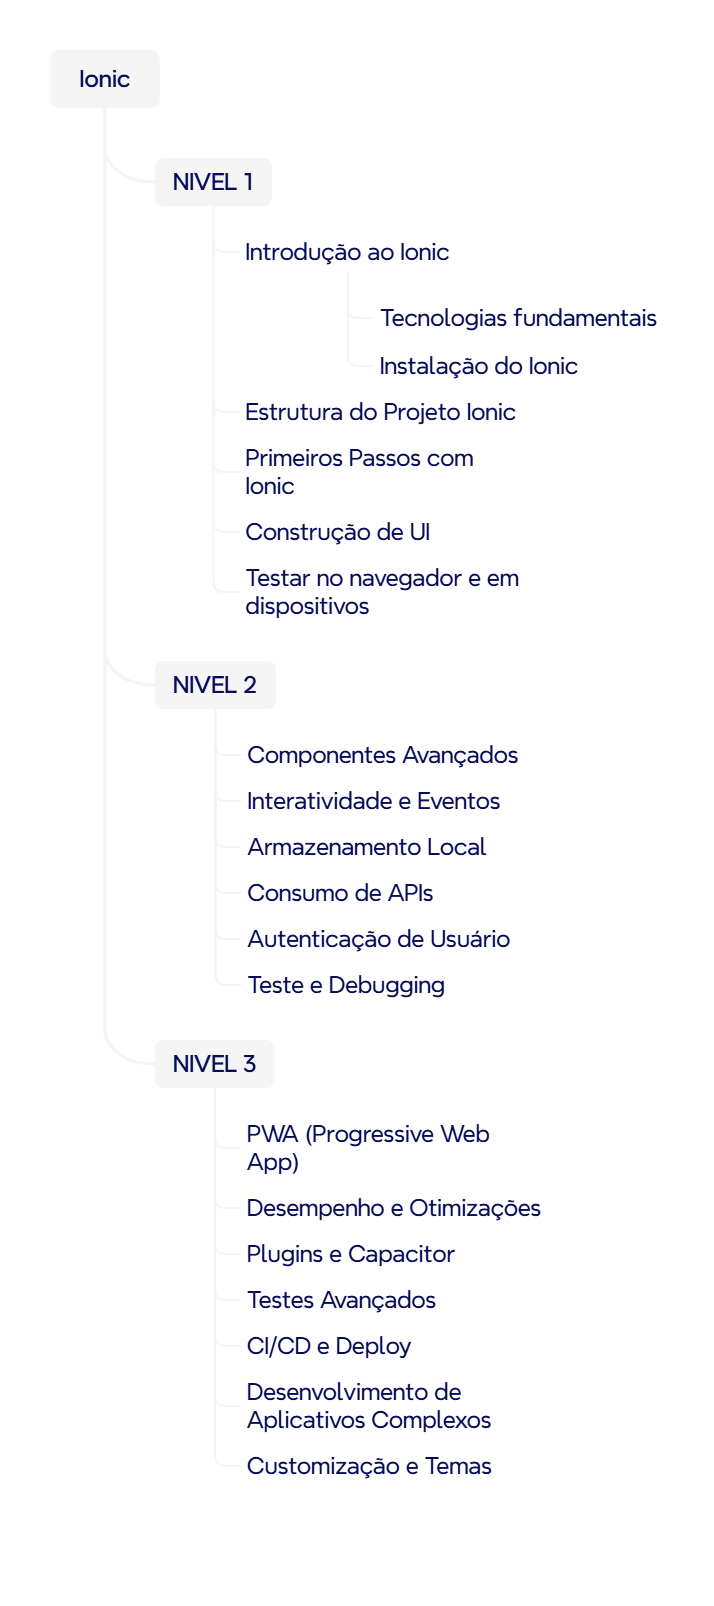 Ionic
NIVEL 1
Introdução ao Ionic
Tecnologias fundamentais
Instalação do Ionic
Estrutura do Projeto Ionic
Primeiros Passos com
Ionic
Construção de UI
Testar no navegador e em
dispositivos
NIVEL 2
Componentes Avançados
Interatividade e Eventos
Armazenamento Local
Consumo de APIs
Autenticação de Usuário
Teste e Debugging
NIVEL 3
PWA (Progressive Web
App)
Desempenho e Otimizações
Plugins e Capacitor
Testes Avançados
CI/CD e Deploy
Desenvolvimento de
Aplicativos Complexos
Customização e Temas